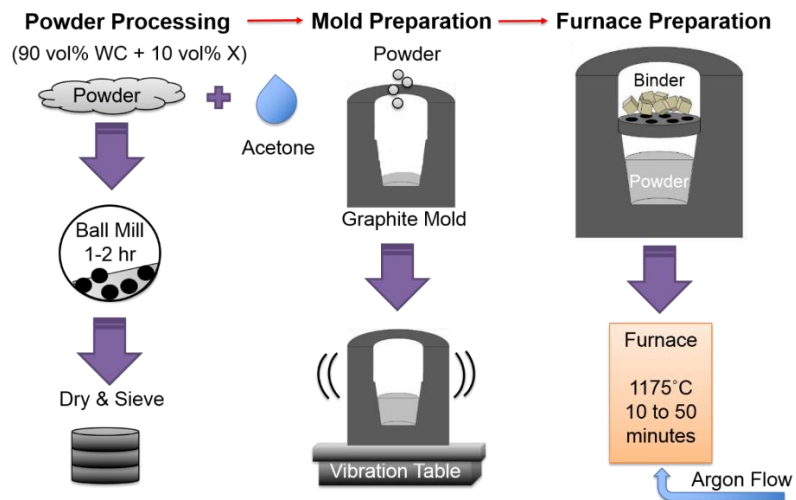 Powder Processing
Mold Preparation
Furnace Preparation
(90 vol% WC + 10 vol% X)
Powder
Acetone
Ball Mill
1-2 hr
Dry & Sieve
Powder
Graphite Mold
Vibration Table
Binder
Powder
Furnace
1175°C
10 to 50
minutes
Argon Flow